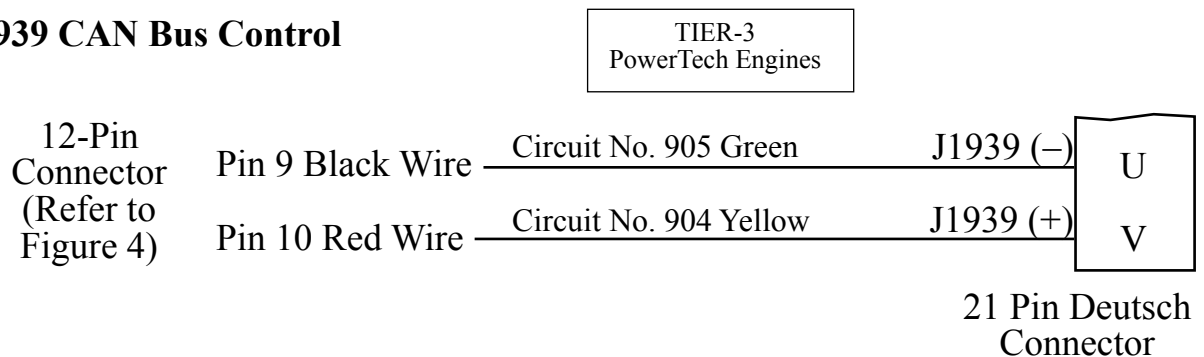 939 CAN Bus Control
TIER-3
PowerTech Engines
12-Pin
Connector
(Refer to
Figure 4)
Pin 9 Black Wire
Circuit No. 905 Green
J1939 (–)
U
Pin 10 Red Wire
Circuit No. 904 Yellow
J1939 (+)
V
21 Pin Deutsch
Connector